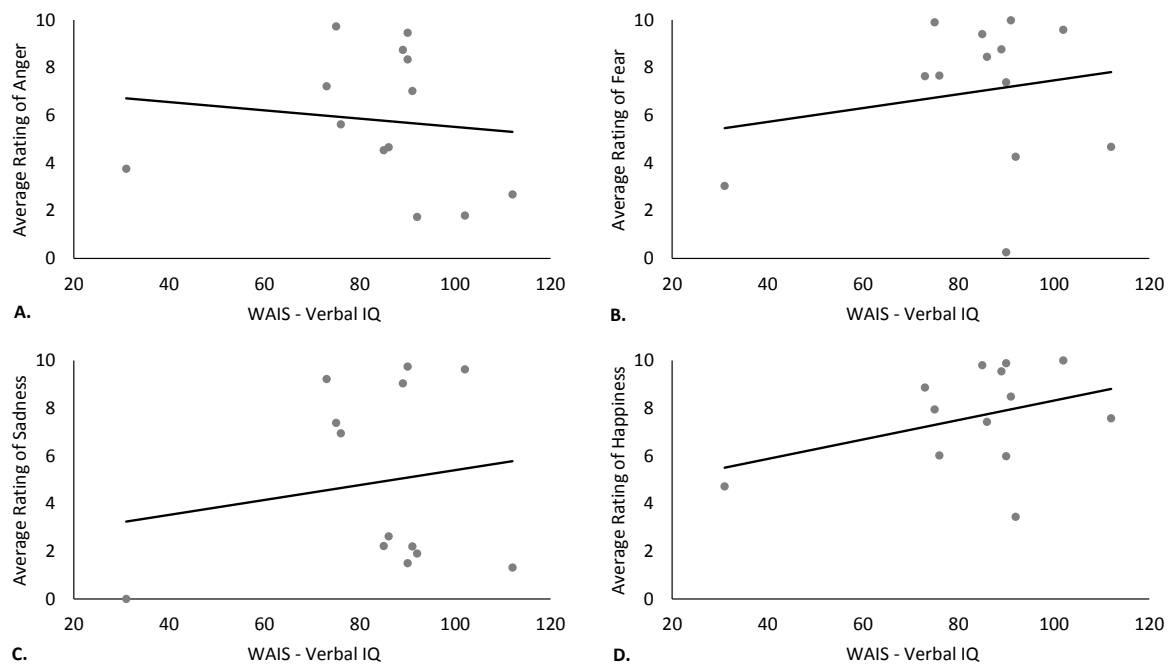 Average Rating of Anger
10
8
6
4
2
0
20 40 60 80 100 120
A. WAIS - Verbal IQ
Average Rating of Fear
10
8
6
4
2
0
20 40 60 80 100 120
B. WAIS - Verbal IQ
Average Rating of Sadness
10
8
6
4
2
0
20 40 60 80 100 120
C. WAIS - Verbal IQ
Average Rating of Happiness
10
8
6
4
2
0
20 40 60 80 100 120
D. WAIS - Verbal IQ